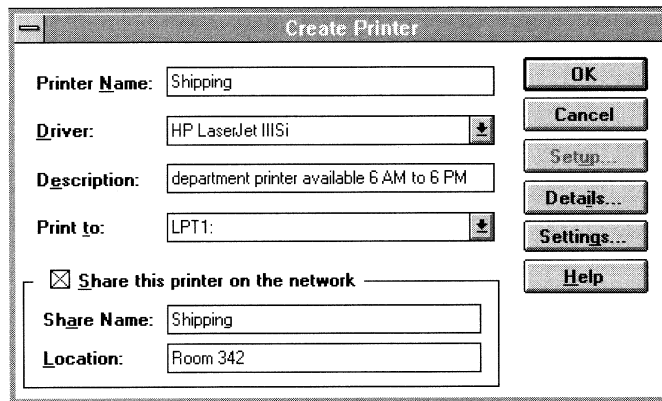 Create Printer
Printer Name: Shipping
OK
Driver: HP LaserJet IIISi
Cancel
Setup...
Description: department printer available 6 AM to 6 PM
Details...
Print to: LPT1:
Settings...
Share this printer on the network
Help
Share Name: Shipping
Location: Room 342